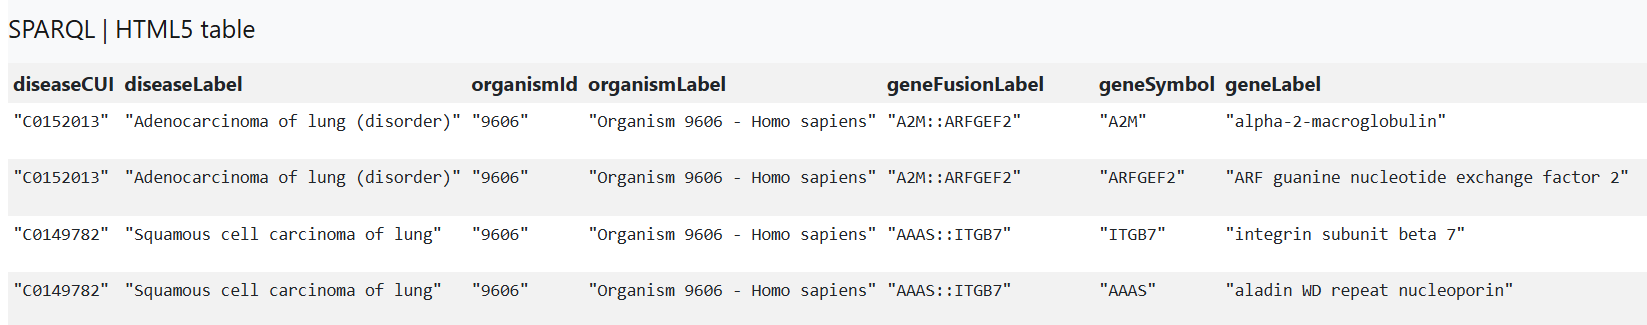 SPARQL | HTML5 table
diseaseCUI diseaseLabel organismId organismLabel geneFusionLabel geneSymbol geneLabel
"C0152013" "Adenocarcinoma of lung (disorder)" "9606" "Organism 9606 - Homo sapiens" "A2M::ARFGEF2" "A2M" "alpha-2-macroglobulin"
"C0152013" "Adenocarcinoma of lung (disorder)" "9606" "Organism 9606 - Homo sapiens" "A2M::ARFGEF2" "ARFGEF2" "ARF guanine nucleotide exchange factor 2"
"C0149782" "Squamous cell carcinoma of lung" "9606" "Organism 9606 - Homo sapiens" "AAAS::ITGB7" "ITGB7" "integrin subunit beta 7"
"C0149782" "Squamous cell carcinoma of lung" "9606" "Organism 9606 - Homo sapiens" "AAAS::ITGB7" "AAAS" "aladin WD repeat nucleoporin"